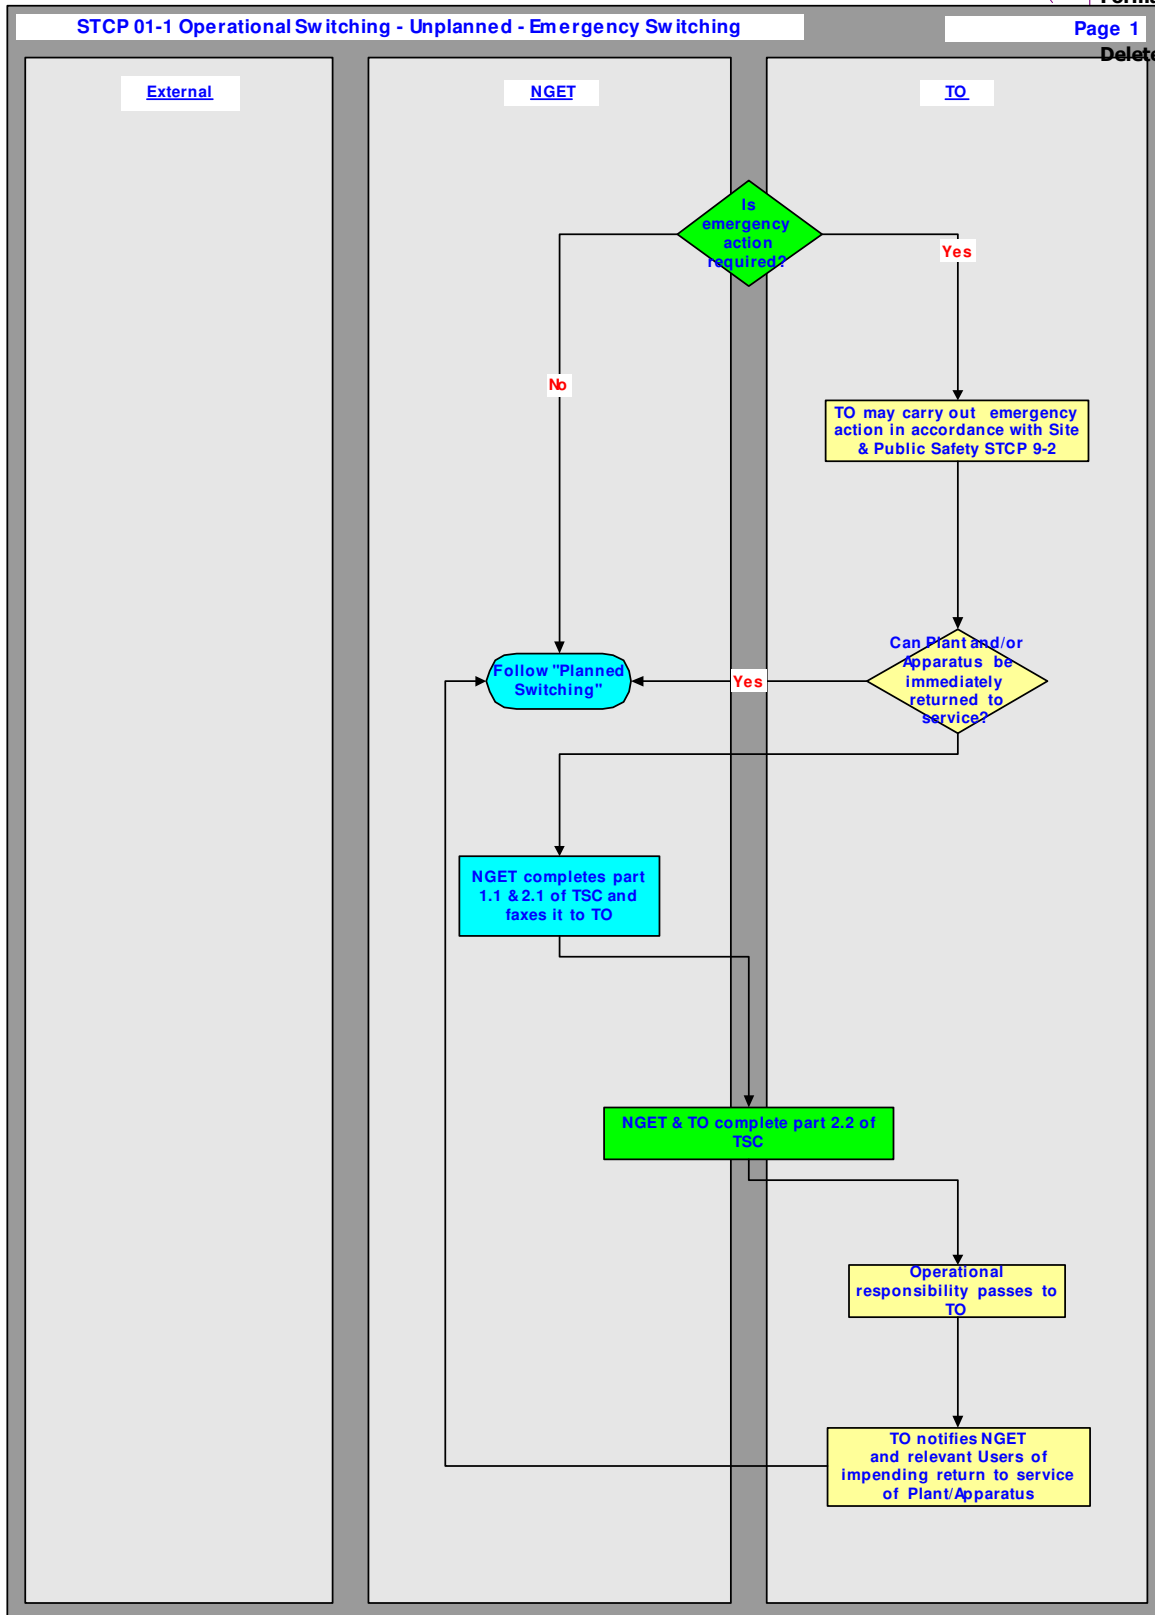 STCP 01-1 Operational Switching - Unplanned - Emergency Switching
Page 1
External
NGET
TO
Is
emergency
action
required?
Yes
No
TO may carry out emergency
action in accordance with Site
& Public Safety STCP 9-2
Can Plant and/or
Apparatus be
immediately
returned to
service?
Follow "Planned
Switching"
Yes
NGET completes part
1.1 & 2.1 of TSC and
faxes it to TO
NGET & TO complete part 2.2 of
TSC
Operational
responsibility passes to
TO
TO notifies NGET
and relevant Users of
impending return to service
of Plant/Apparatus